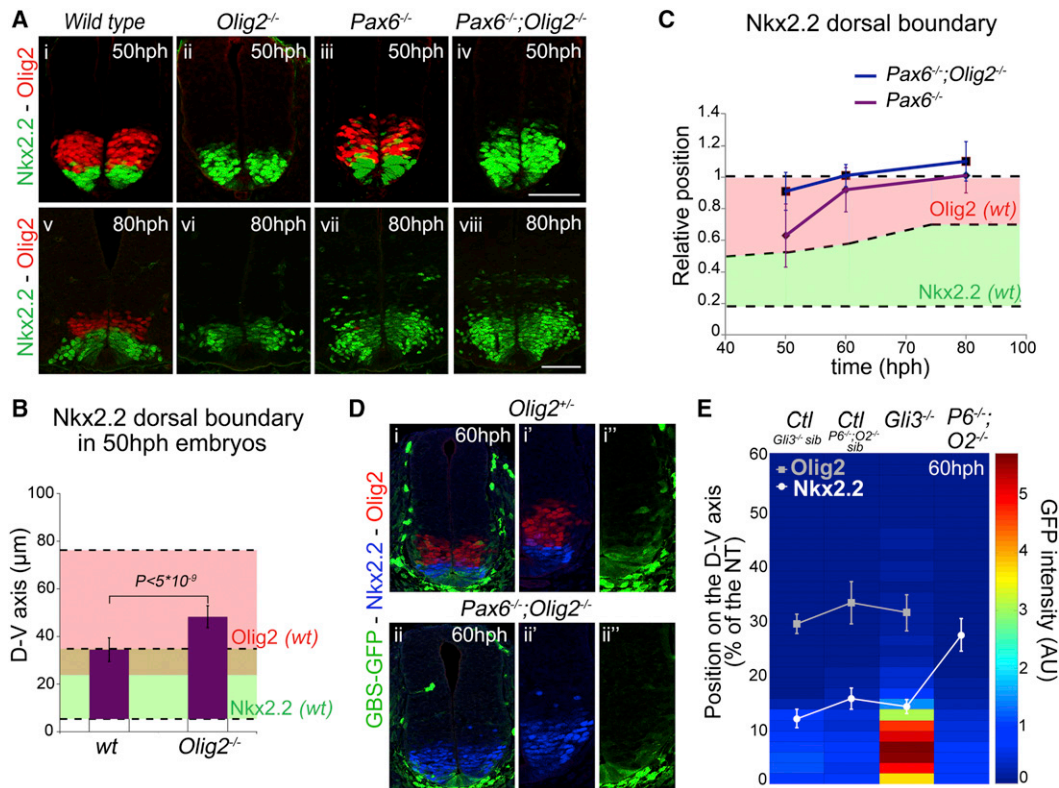 A
Wild type
Olig2-/-
Pax6-/-
Pax6-/-;Olig2-/-
Nkx2.2 - Olig2
i
50hph
ii
50hph
iii
50hph
iv
50hph
Nkx2.2 - Olig2
v
80hph
vi
80hph
vii
80hph
viii
80hph
B
Nkx2.2 dorsal boundary
in 50hph embryos
D-V axis (µm)
100
80
60
40
20
0
P<5*10-9
Olig2 (wt)
Nkx2.2 (wt)
wt
Olig2-/-
C
Nkx2.2 dorsal boundary
Pax6-/-;Olig2-/-
Pax6-/-
Relative position
1.4
1.2
1
0.8
0.6
0.4
0.2
0
Olig2 (wt)
Nkx2.2 (wt)
40
50
60
70
80
100
time (hph)
D
Olig2+/-
GBS-GFP - Nkx2.2 - Olig2
i
60hph
i'
i''
Pax6-/-;Olig2-/-
ii
60hph
ii'
ii''
E
Ctl
Gli3-/- sib
Ctl
P6-/-;O2-/-
sib
Gli3-/-
P6-/-;
O2-/-
Position on the D-V axis
(% of the NT)
60
50
40
30
20
10
0
Olig2
Nkx2.2
60hph
5
4
3
2
1
0
GFP intensity (AU)